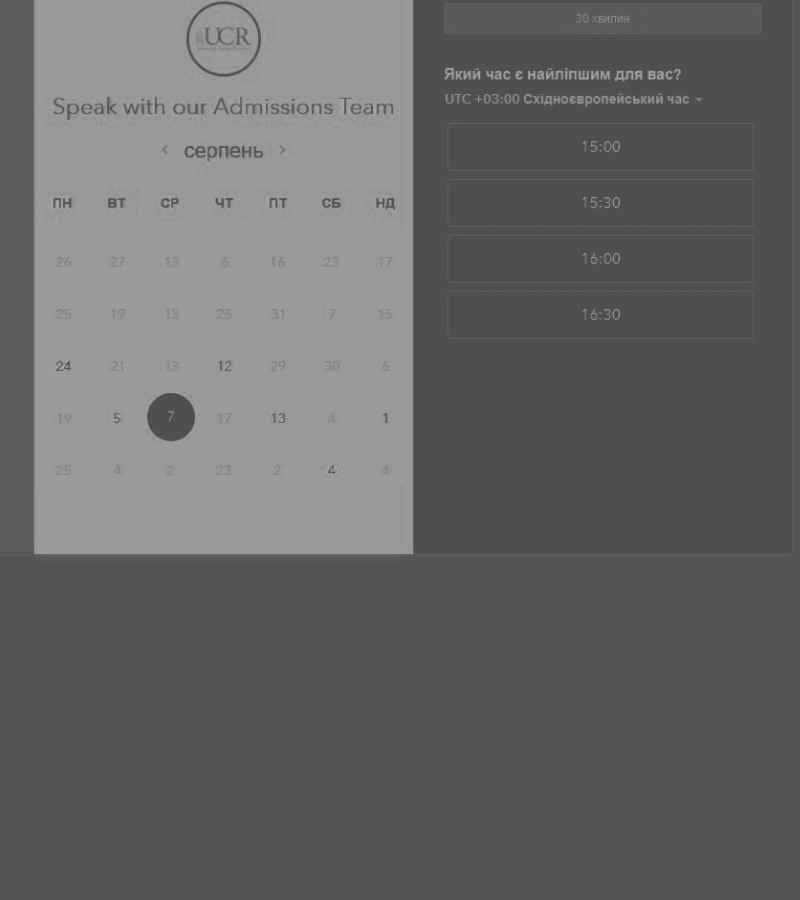 UCR
Speak with our Admissions Team
серпень
ПН ВТ СР ЧТ ПТ СБ НД
26 27 13 6 16 23 17
25 19 13 25 31 7 15
24 21 13 12 29 30 6
19 5 7 17 13 4 1
25 4 2 23 2 4 4
30 хвилин
Який час є найліпшим для вас?
UTC +03:00 Східноєвропейський час
15:00
15:30
16:00
16:30